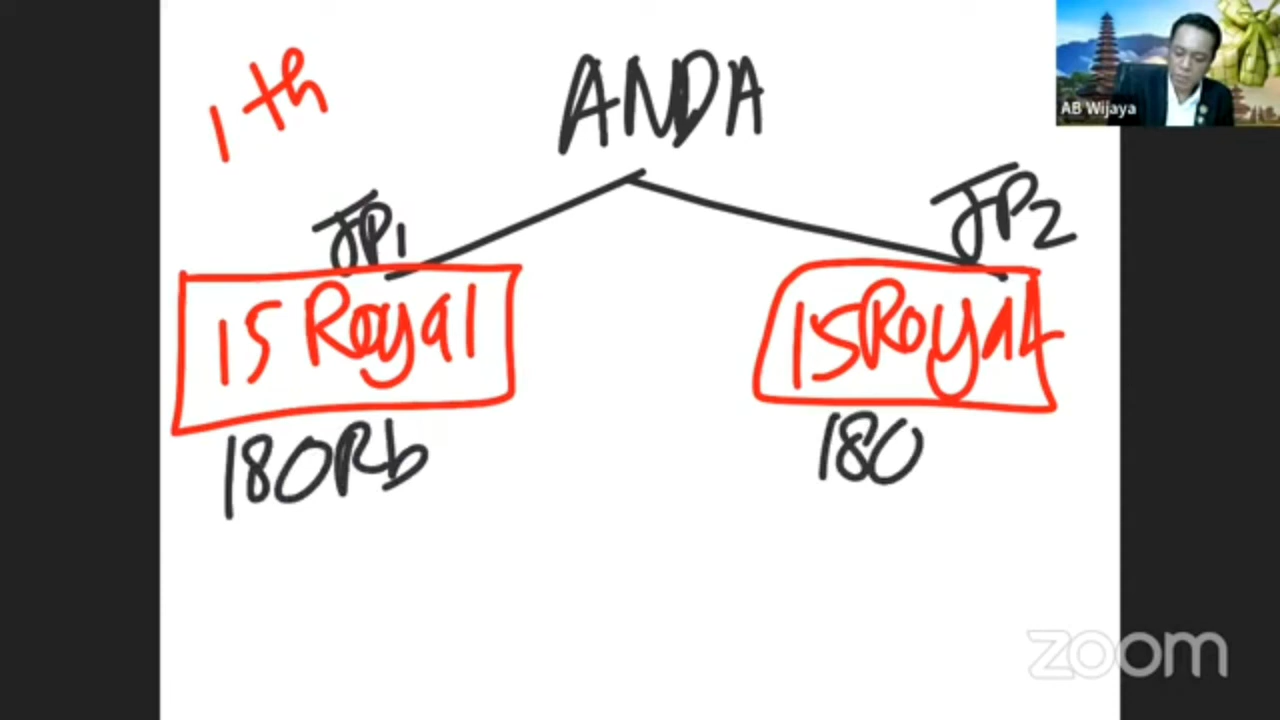 1 th
ANDA
JP1
JP2
15 Royal
15 Royal
180Rb
180
AB Wijaya
zoom